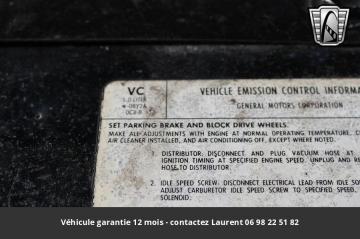 VC
VEHICLE EMISSION CONTROL INFORMA
GENERAL MOTORS CORPORATION
SET PARKING BRAKE AND BLOCK DRIVE WHEELS.
MAKE ALL ADJUSTMENTS WITH ENGINE AT NORMAL OPERATING TEMPERATURE, C
AIR CLEANER INSTALLED, AND AIR CONDITIONING OFF, EXCEPT WHERE NOTED.
1. DISTRIBUTOR: DISCONNECT AND PLUG VACUUM HOSE AT
IGNITION TIMING AT SPECIFIED ENGINE SPEED. UNPLUG AND RE
HOSE TO DISTRIBUTOR.
2. IDLE SPEED SCREW: DISCONNECT ELECTRICAL LEAD FROM IDLE SO
ADJUST CARBURETOR IDLE SPEED SCREW TO SPECIFIED
SOLENOID)
Véhicule garantie 12 mois - contactez Laurent 06 98 22 51 82